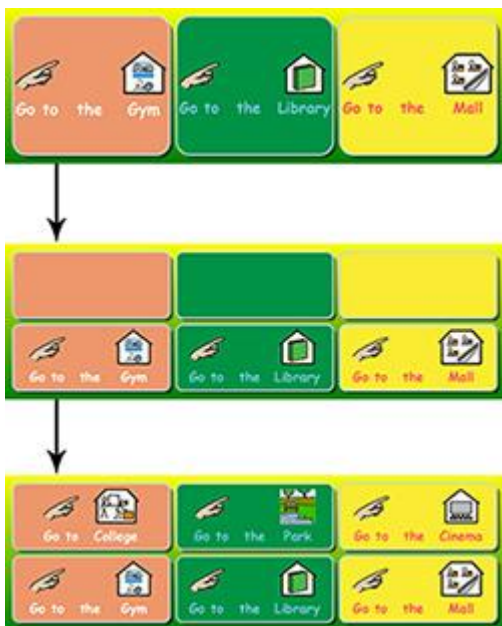 Go to the Gym
Go to the Library
Go to the Mall
Go to the Gym
Go to the Library
Go to the Mall
Go to College
Go to the Park
Go to the Cinema
Go to the Gym
Go to the Library
Go to the Mall